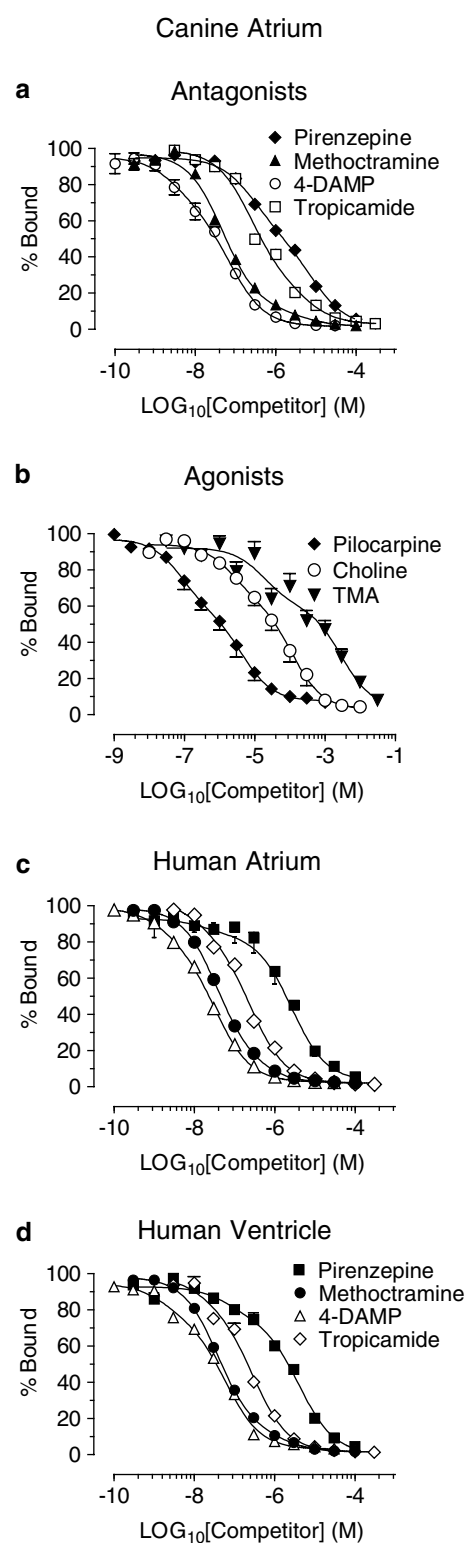 Canine Atrium
a
Antagonists
100
80
60
40
20
0
% Bound
Pirenzepine
Methoctramine
4-DAMP
Tropicamide
-10
-8
-6
-4
LOG10[Competitor] (M)
b
Agonists
100
80
60
40
20
0
% Bound
Pilocarpine
Choline
TMA
-9
-7
-5
-3
-1
LOG10[Competitor] (M)
c
Human Atrium
100
80
60
40
20
0
% Bound
-10
-8
-6
-4
LOG10[Competitor] (M)
d
Human Ventricle
100
80
60
40
20
0
% Bound
Pirenzepine
Methoctramine
4-DAMP
Tropicamide
-10
-8
-6
-4
LOG10[Competitor] (M)